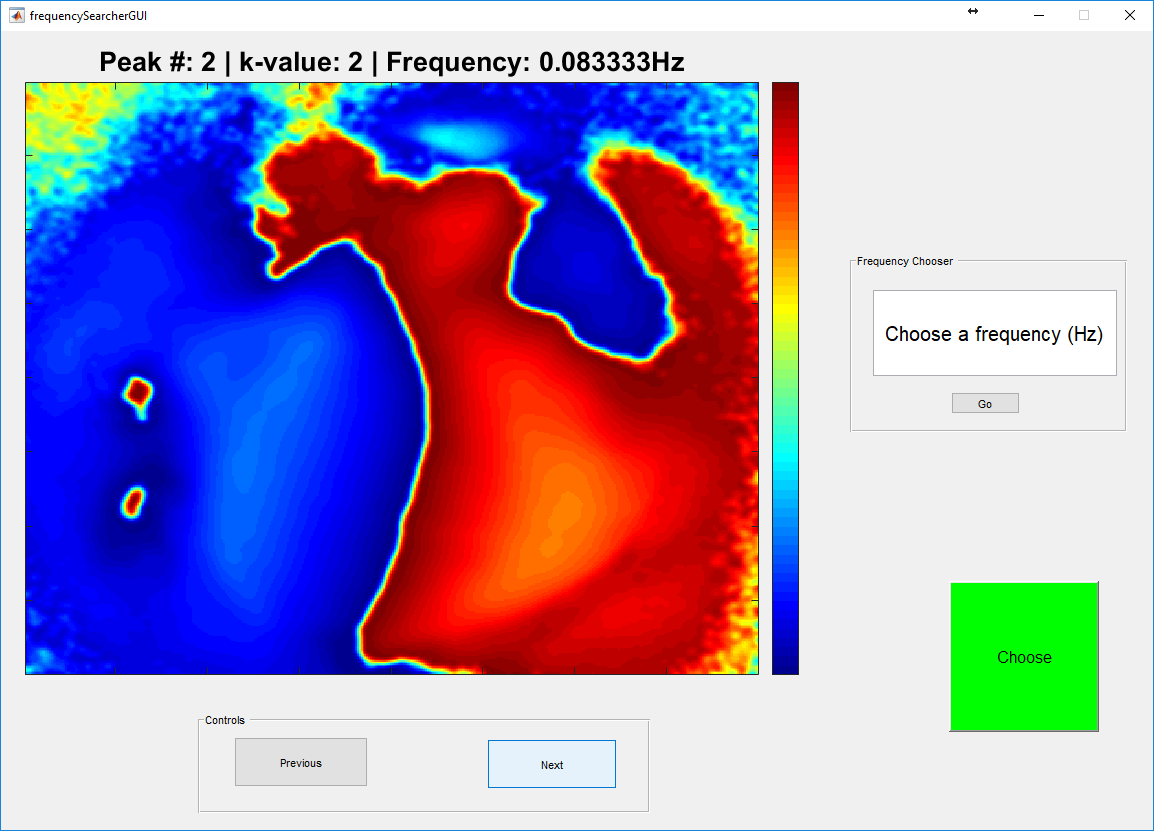 frequencySearcherGUI
Peak #: 2 | k-value: 2 | Frequency: 0.083333Hz
Frequency Chooser
Choose a frequency (Hz)
Go
Choose
Controls
Previous
Next